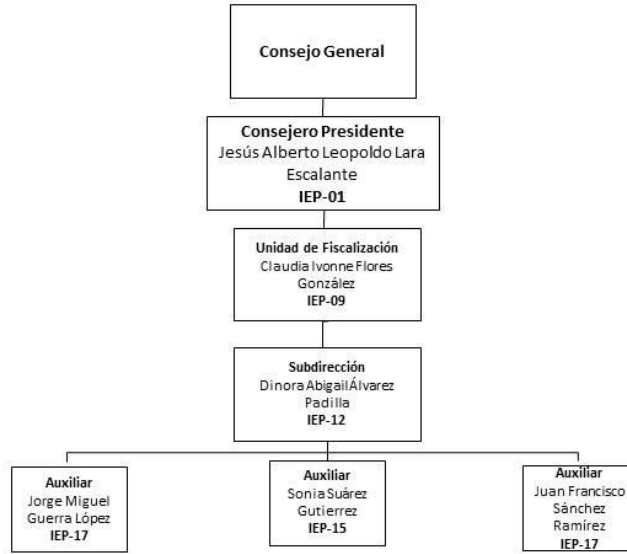 Consejo General
Consejero Presidente
Jesús Alberto Leopoldo Lara
Escalante
IEP-01
Unidad de Fiscalización
Claudia Ivonne Flores
González
IEP-09
Subdirección
Dinora Abigail Álvarez
Padilla
IEP-12
Auxiliar
Jorge Miguel
Guerra López
IEP-17
Auxiliar
Sonia Suárez
Gutierrez
IEP-15
Auxiliar
Juan Francisco
Sánchez
Ramírez
IEP-17